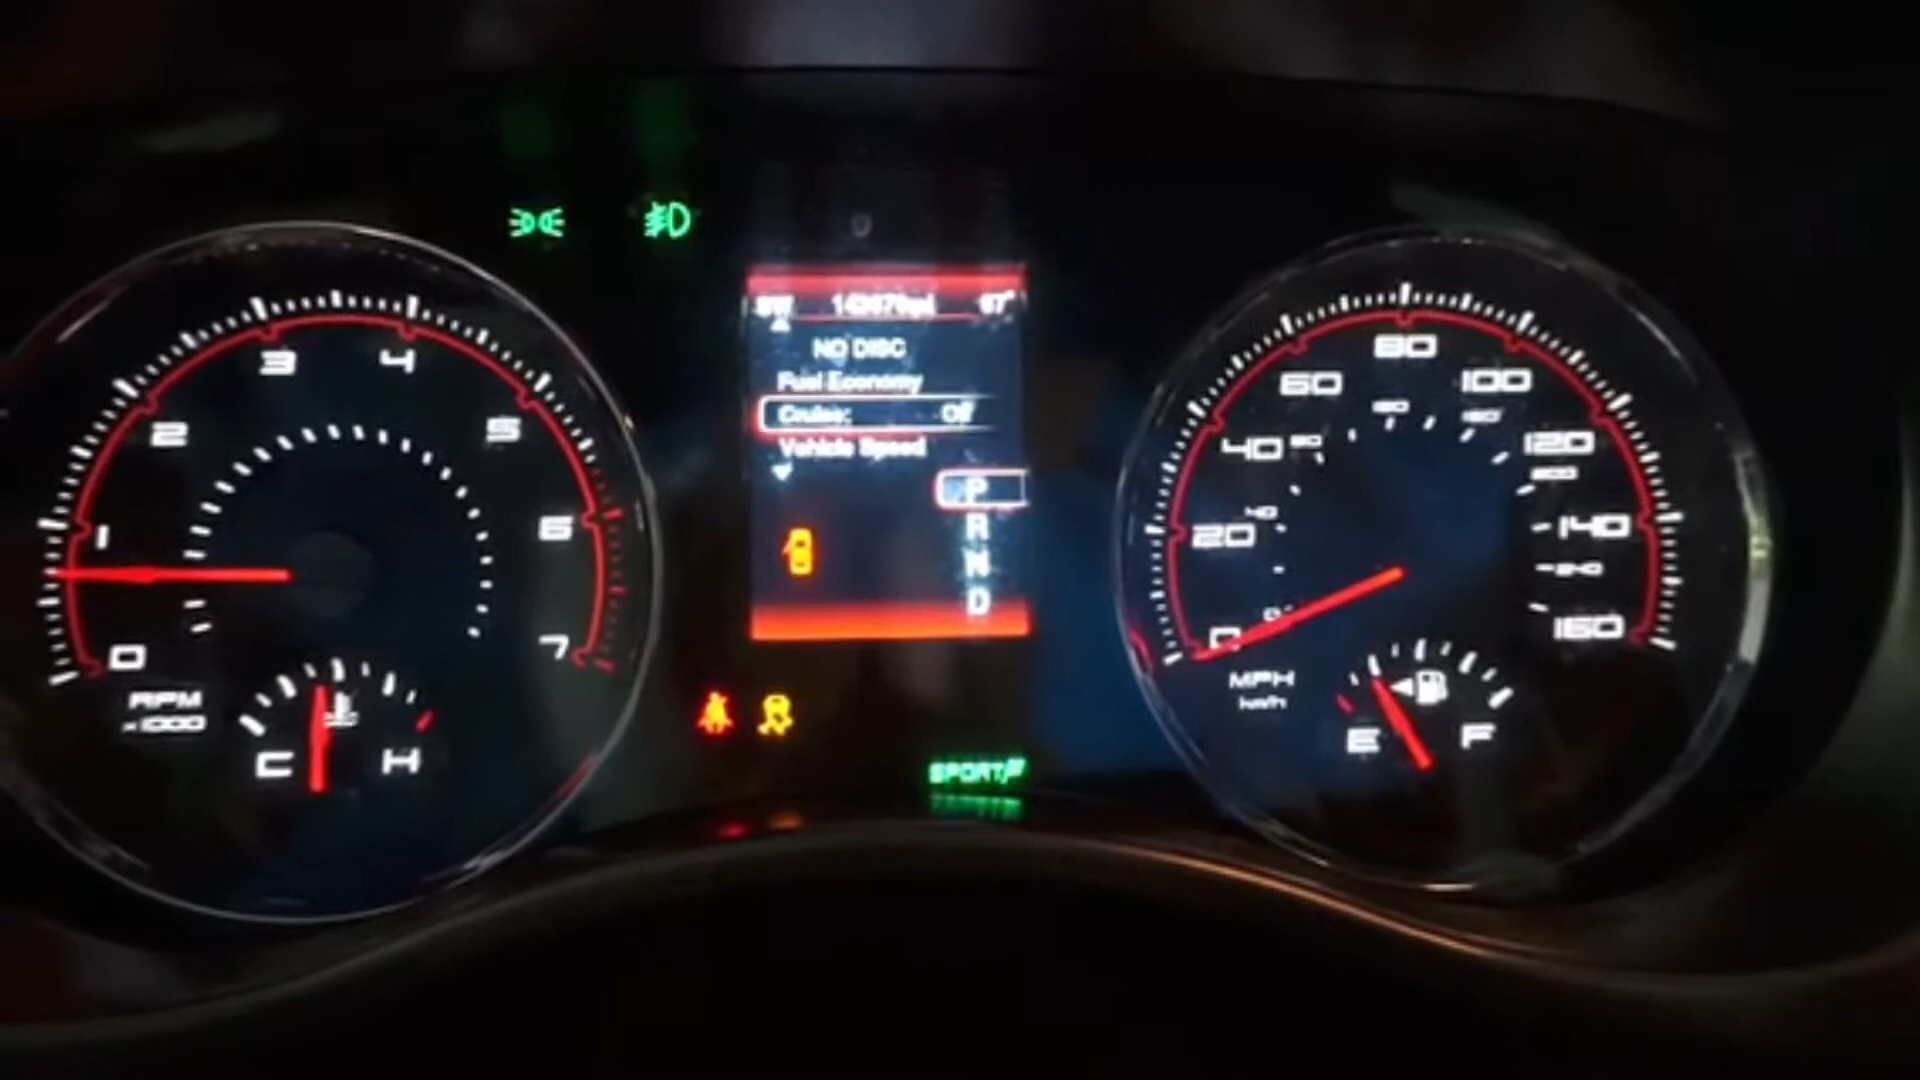 NO DISC
Fuel Economy
Cruise: Off
Vehicle Speed
P
R
N
D
0
1
2
3
4
5
6
7
RPM
x1000
C H
0
20
40
60
80
100
120
140
160
MPH
km/h
E F
SPORT